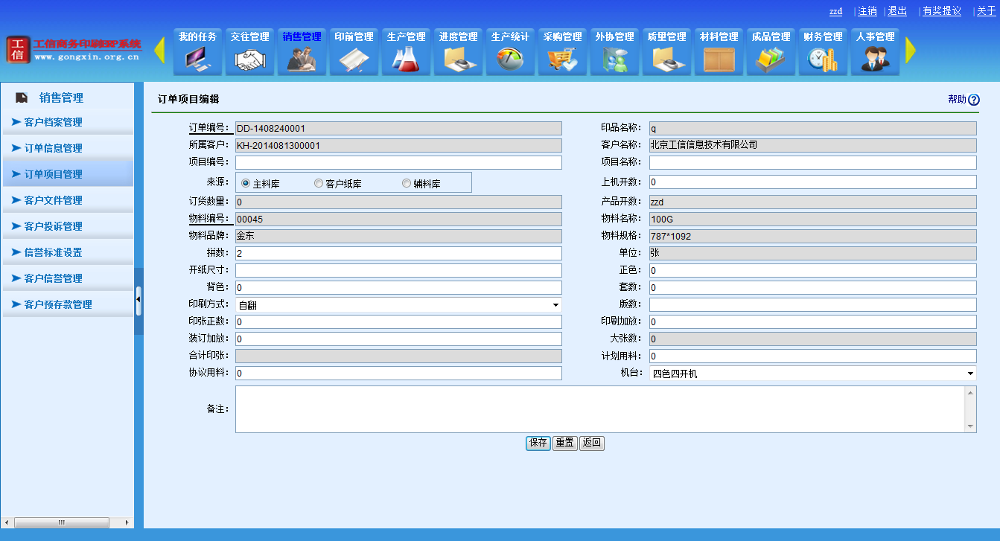 zzd | 注销 | 退出 | 有奖提议 | 关于
工信
工信商务印刷ERP系统
www.gongxin.org.cn
我的任务 交往管理 销售管理 印前管理 生产管理 进度管理 生产统计 采购管理 外协管理 质量管理 材料管理 成品管理 财务管理 人事管理
销售管理
客户档案管理
订单信息管理
订单项目管理
客户文件管理
客户投诉管理
信誉标准设置
客户信誉管理
客户预存款管理
订单项目编辑 帮助
订单编号: DD-1408240001 印品名称: q
所属客户: KH-2014081300001 客户名称: 北京工信信息技术有限公司
项目编号: 项目名称:
来源: 主料库 客户纸库 辅料库 上机开数: 0
订货数量: 0 产品开数: zzd
物料编号: 00045 物料名称: 100G
物料品牌: 金东 物料规格: 787*1092
拼数: 2 单位: 张
开纸尺寸: 正色: 0
背色: 0 套数: 0
印刷方式: 自翻 版数:
印张正数: 0 印刷加放: 0
装订加放: 0 大张数: 0
合计印张: 计划用料: 0
协议用料: 0 机台: 四色四开机
备注:
保存 重置 返回